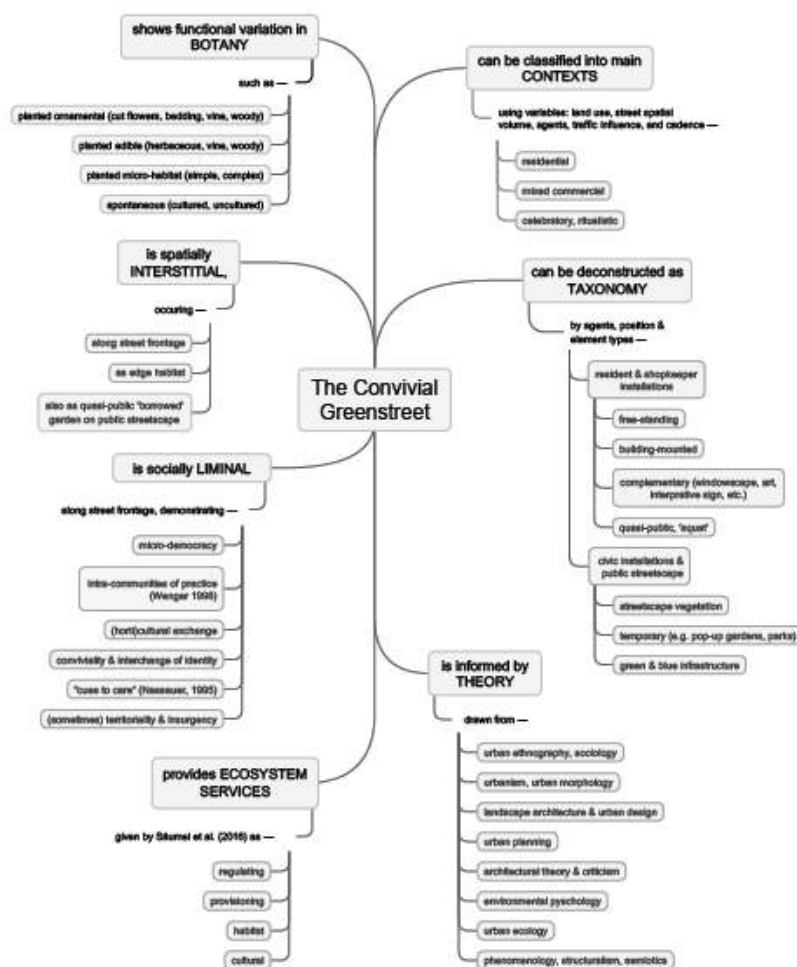 The Convivial
Greenstreet
shows functional variation in
BOTANY
such as —
planted ornamental (cut flowers, bedding, vine, woody)
planted edible (herbaceous, vine, woody)
planted micro-habitat (simple, complex)
spontaneous (cultured, uncultured)
is spatially
INTERSTITIAL,
occuring —
along street frontage
as edge habitat
also as quasi-public 'borrowed'
garden on public streetscape
is socially LIMINAL
along street frontage, demonstrating —
micro-democracy
intra-communities of practice
(Wenger 1998)
(horti)cultural exchange
conviviality & interchange of identity
"cues to care" (Nassauer, 1995)
(sometimes) territoriality & insurgency
provides ECOSYSTEM
SERVICES
given by Säumel et al. (2016) as —
regulating
provisioning
habitat
cultural
can be classified into main
CONTEXTS
using variables: land use, street spatial
volume, agents, traffic influence, and cadence —
residential
mixed commercial
celebratory, ritualistic
can be deconstructed as
TAXONOMY
by agents, position &
element types —
resident & shopkeeper
installations
free-standing
building-mounted
complementary (windowscape, art,
interpretive sign, etc.)
quasi-public, 'squat'
civic installations &
public streetscape
streetscape vegetation
temporary (e.g. pop-up gardens, parks)
green & blue infrastructure
is informed by
THEORY
drawn from —
urban ethnography, sociology
urbanism, urban morphology
landscape architecture & urban design
urban planning
architectural theory & criticism
environmental pyschology
urban ecology
phenomenology, structuralism, semiotics